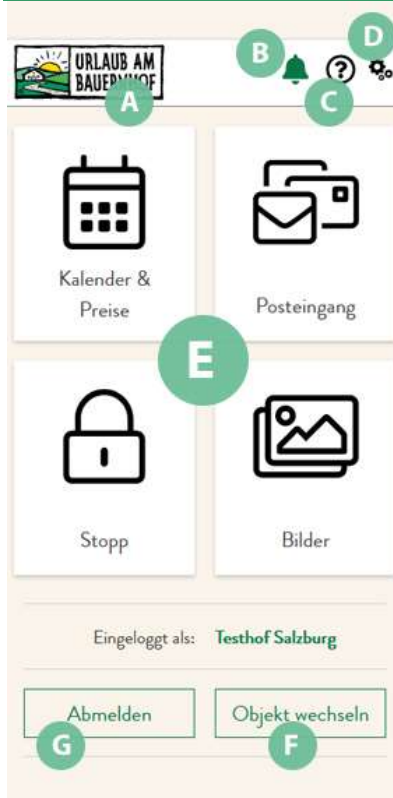 D
B
URLAUB AM
BAUERNHOF
?
A
C
Kalender &
Preise
Posteingang
E
Stopp
Bilder
Eingeloggt als: Testhof Salzburg
Abmelden
Objekt wechseln
G
F